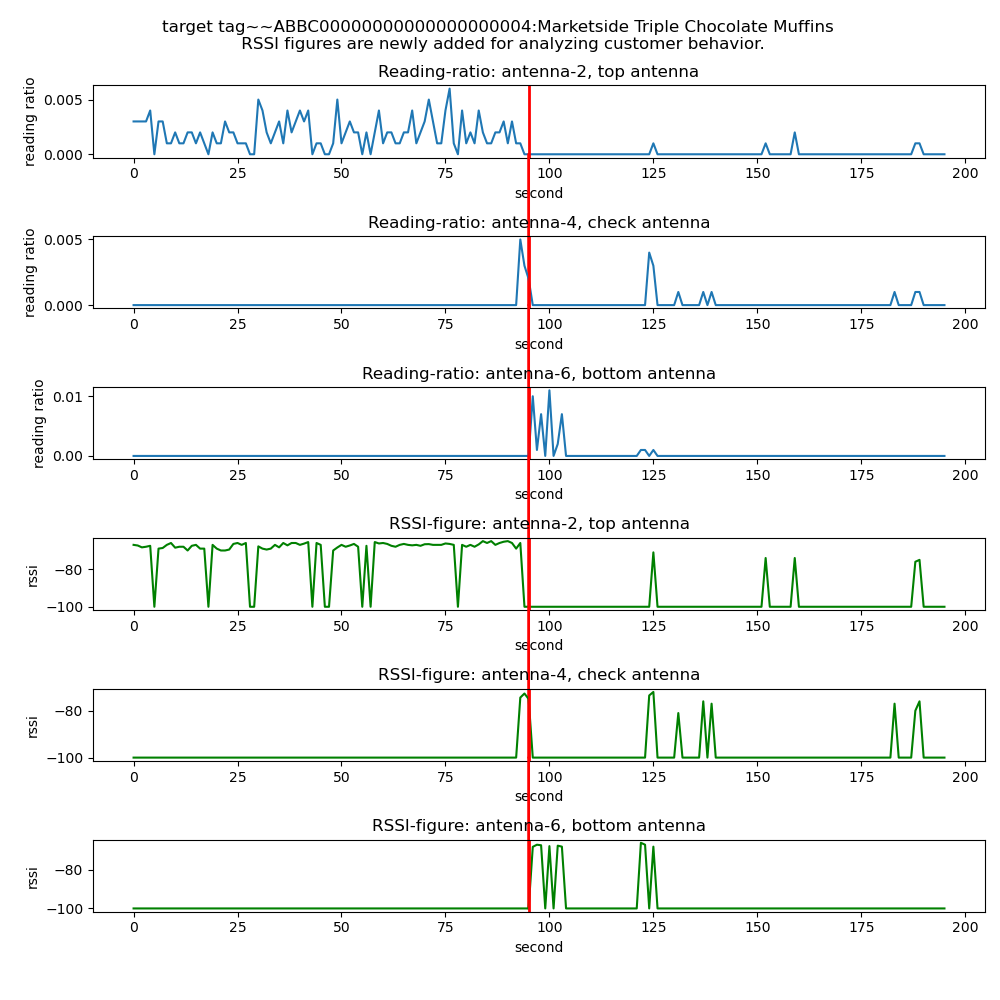 target tag~~ABBC00000000000000000004:Marketside Triple Chocolate Muffins
RSSI figures are newly added for analyzing customer behavior.
Reading-ratio: antenna-2, top antenna
reading ratio
0.005
0.000
0 25 50 75 100 125 150 175 200
second
Reading-ratio: antenna-4, check antenna
reading ratio
0.005
0.000
0 25 50 75 100 125 150 175 200
second
Reading-ratio: antenna-6, bottom antenna
reading ratio
0.01
0.00
0 25 50 75 100 125 150 175 200
second
RSSI-figure: antenna-2, top antenna
rssi
−80
−100
0 25 50 75 100 125 150 175 200
second
RSSI-figure: antenna-4, check antenna
rssi
−80
−100
0 25 50 75 100 125 150 175 200
second
RSSI-figure: antenna-6, bottom antenna
rssi
−80
−100
0 25 50 75 100 125 150 175 200
second